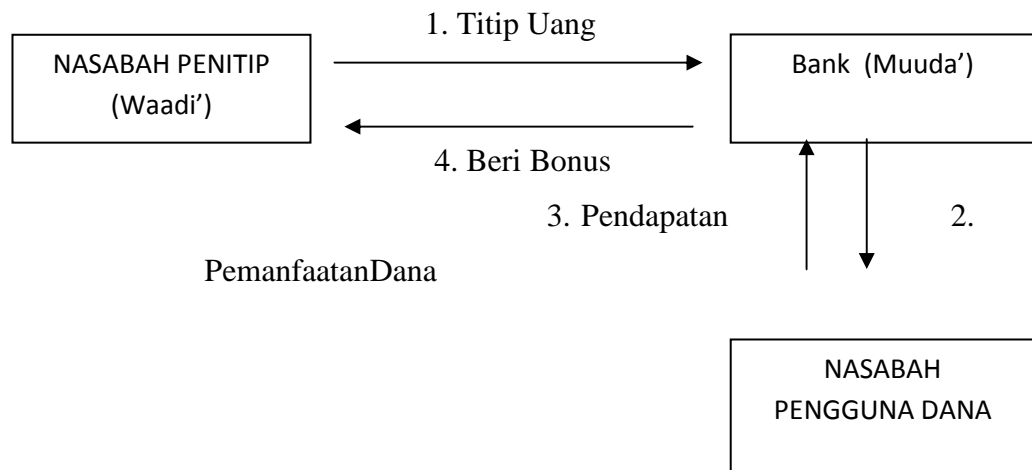 1. Titip Uang
NASABAH PENITIP
(Waadi’)
Bank (Muuda’)
4. Beri Bonus
3. Pendapatan
2.
PemanfaatanDana
NASABAH
PENGGUNA DANA